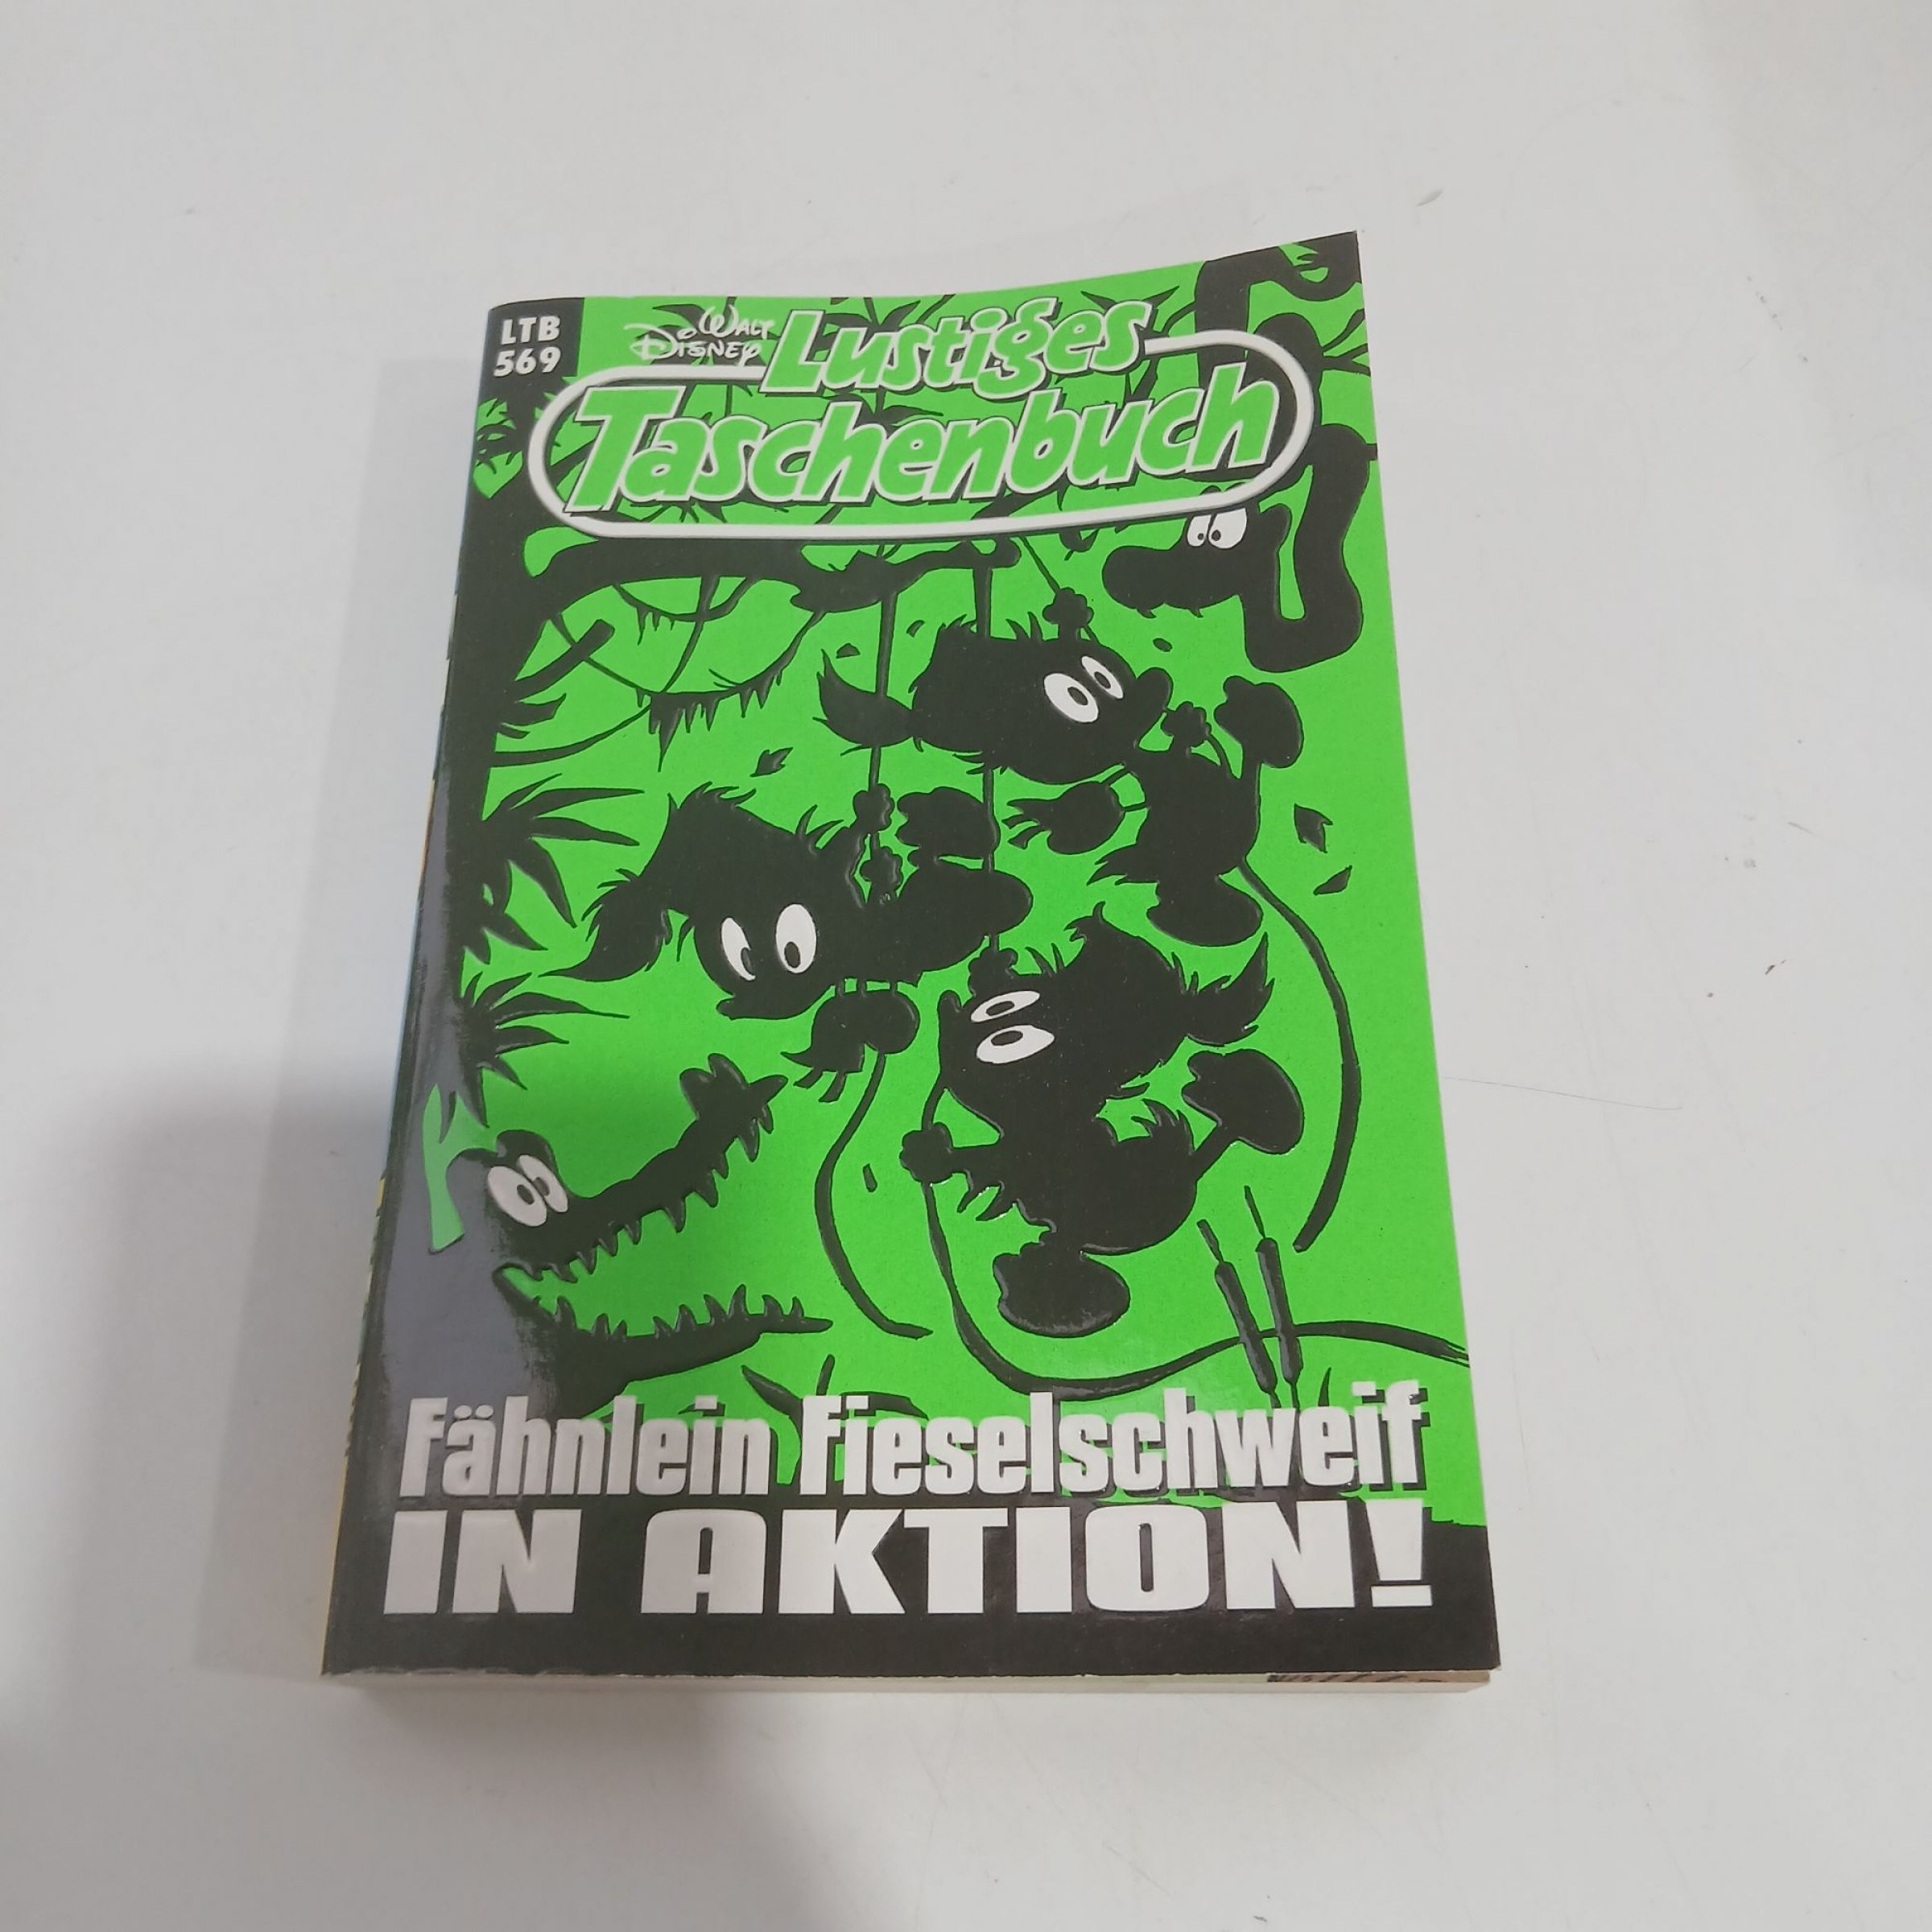 LTB
569
WALT
DISNEY
Lustiges
Taschenbuch
Fähnlein Fieselschweif
IN AKTION!